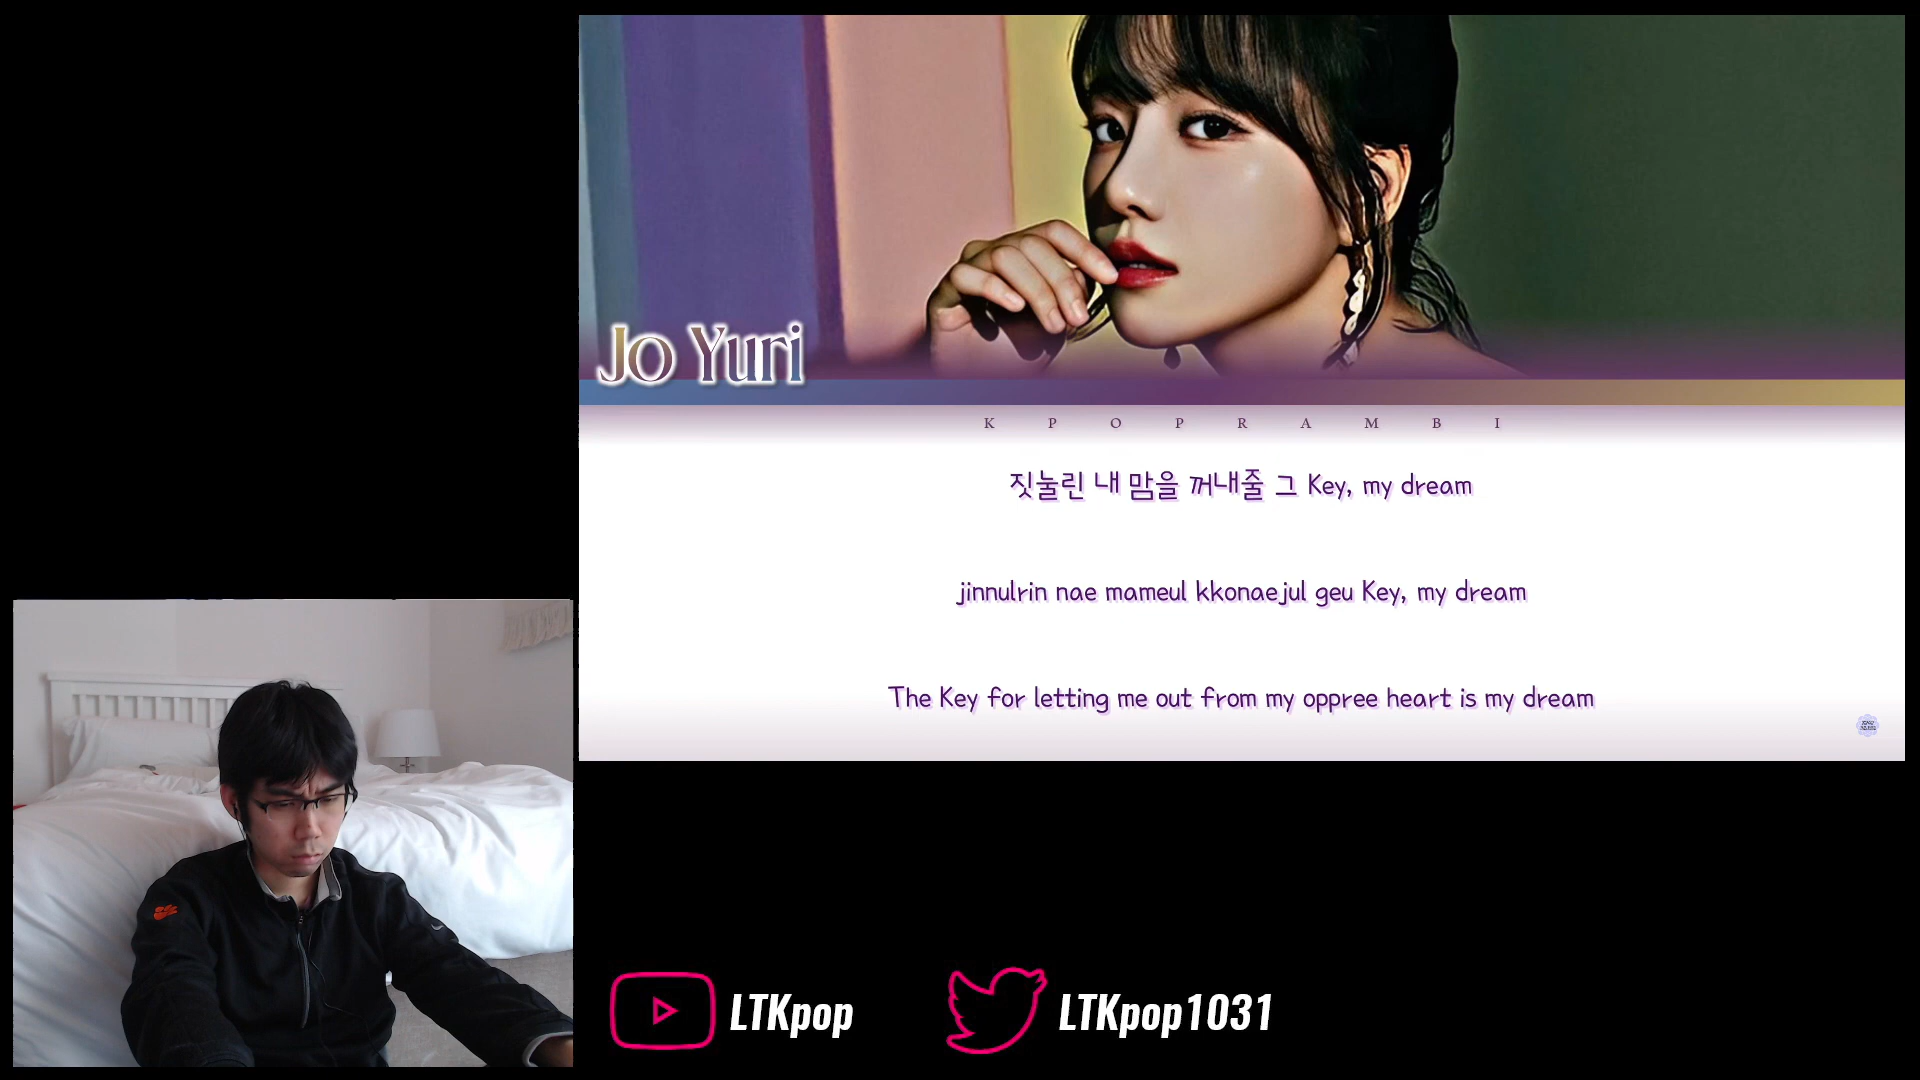 Jo Yuri
K P O P R A M B I
짓눌린 내 맘을 꺼내줄 그 Key, my dream
jinnulrin nae mameul kkonaejul geu Key, my dream
The Key for letting me out from my oppree heart is my dream
LTKpop
LTKpop1031